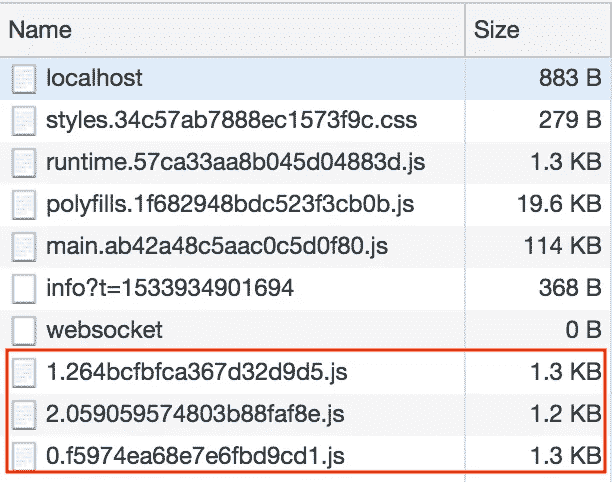 Name Size
localhost 883 B
styles.34c57ab7888ec1573f9c.css 279 B
runtime.57ca33aa8b045d04883d.js 1.3 KB
polyfills.1f682948bdc523f3cb0b.js 19.6 KB
main.ab42a48c5aac0c5d0f80.js 114 KB
info?t=1533934901694 368 B
websocket 0 B
1.264bcfbfca367d32d9d5.js 1.3 KB
2.059059574803b88faf8e.js 1.2 KB
0.f5974ea68e7e6fbd9cd1.js 1.3 KB